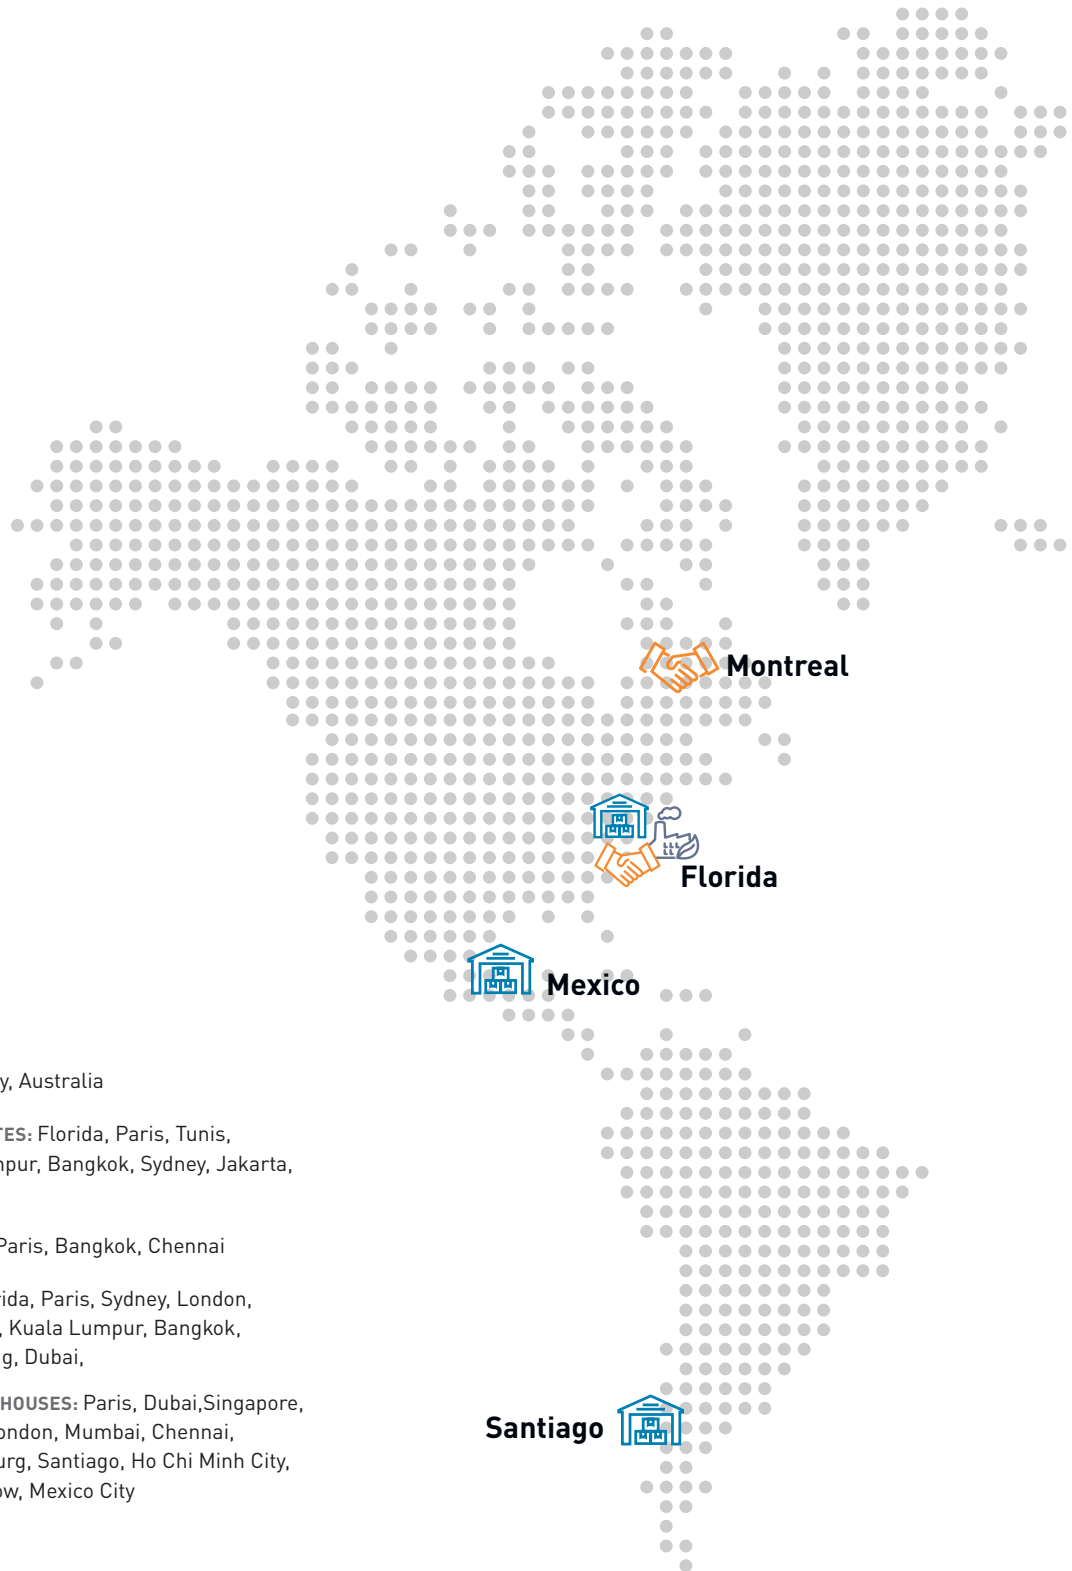 Montreal
Florida
Mexico
y, Australia
TES: Florida, Paris, Tunis,
npur, Bangkok, Sydney, Jakarta,
Paris, Bangkok, Chennai
rida, Paris, Sydney, London,
, Kuala Lumpur, Bangkok,
g, Dubai,
HOUSES: Paris, Dubai,Singapore,
ondon, Mumbai, Chennai,
urg, Santiago, Ho Chi Minh City,
ow, Mexico City
Santiago